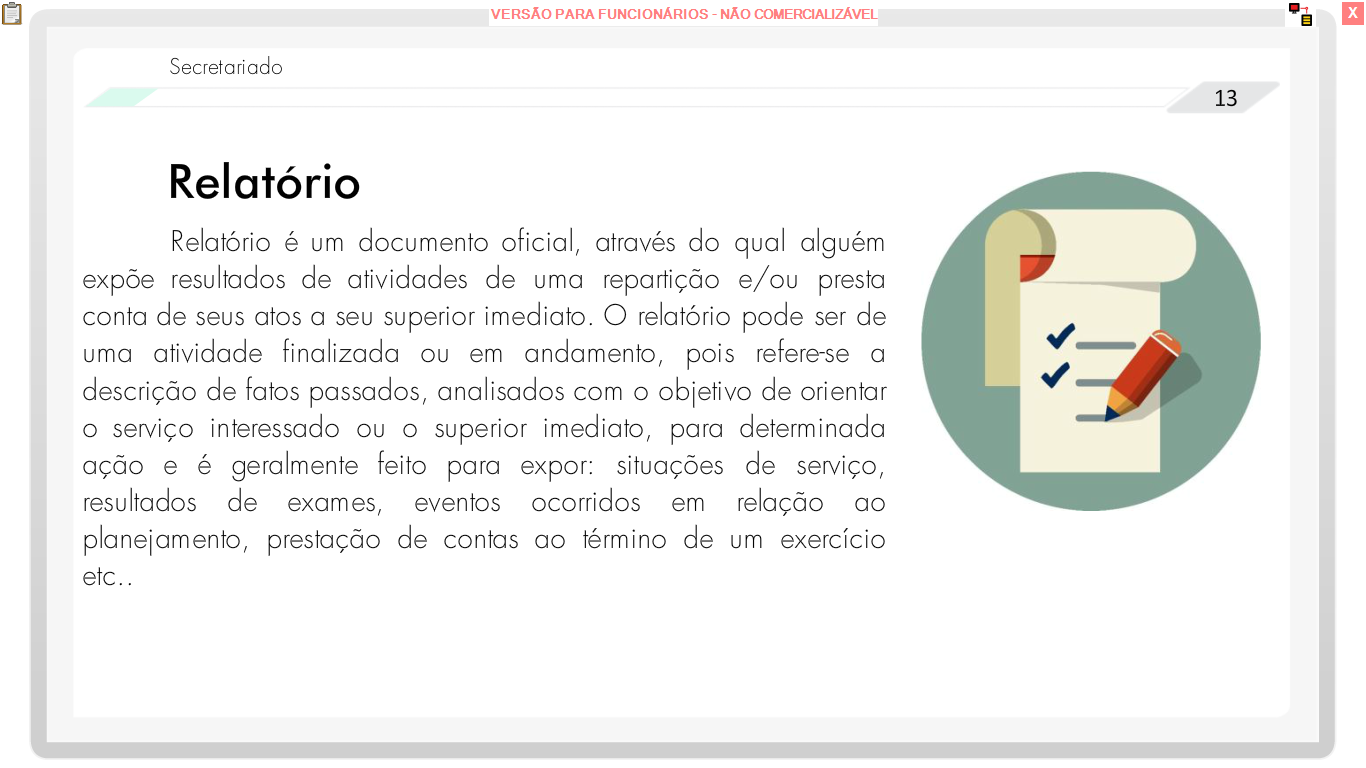 VERSÃO PARA FUNCIONÁRIOS - NÃO COMERCIALIZÁVEL
X
Secretariado
13
Relatório
Relatório é um documento oficial, através do qual alguém
expõe resultados de atividades de uma repartição e/ou presta
conta de seus atos a seu superior imediato. O relatório pode ser de
uma atividade finalizada ou em andamento, pois refere-se a
descrição de fatos passados, analisados com o objetivo de orientar
o serviço interessado ou o superior imediato, para determinada
ação e é geralmente feito para expor: situações de serviço,
resultados de exames, eventos ocorridos em relação ao
planejamento, prestação de contas ao término de um exercício
etc..